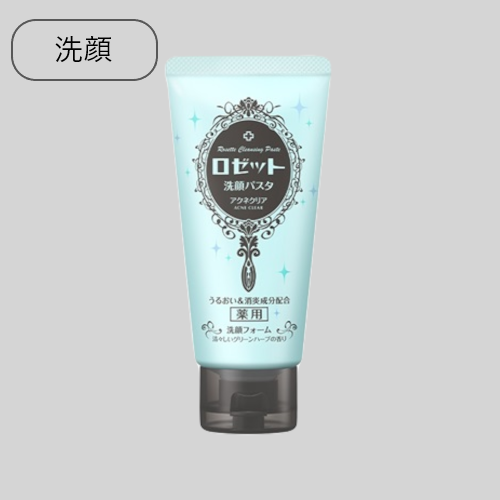 洗顔
Rosette Cleansing Paste
ロゼット
洗顔パスタ
アクネクリア
ACNE CLEAR
うるおい&消炎成分配合
薬用
洗顔フォーム
清々しいグリーンハーブの香り